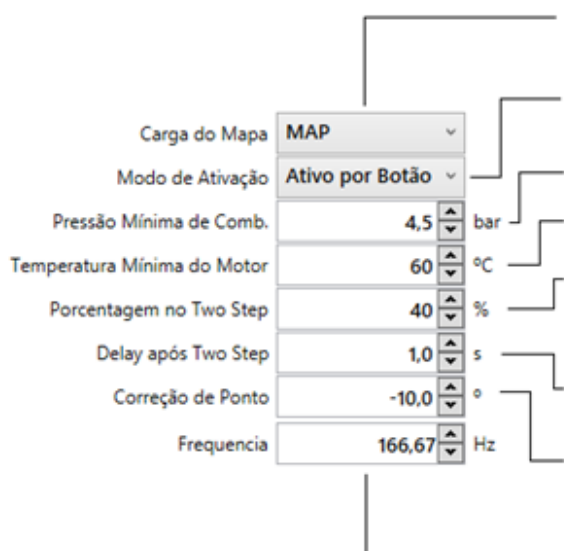 Carga do Mapa MAP
Modo de Ativação Ativo por Botão
Pressão Mínima de Comb. 4,5 bar
Temperatura Mínima do Motor 60 ºC
Porcentagem no Two Step 40 %
Delay após Two Step 1,0 s
Correção de Ponto -10,0 º
Frequencia 166,67 Hz